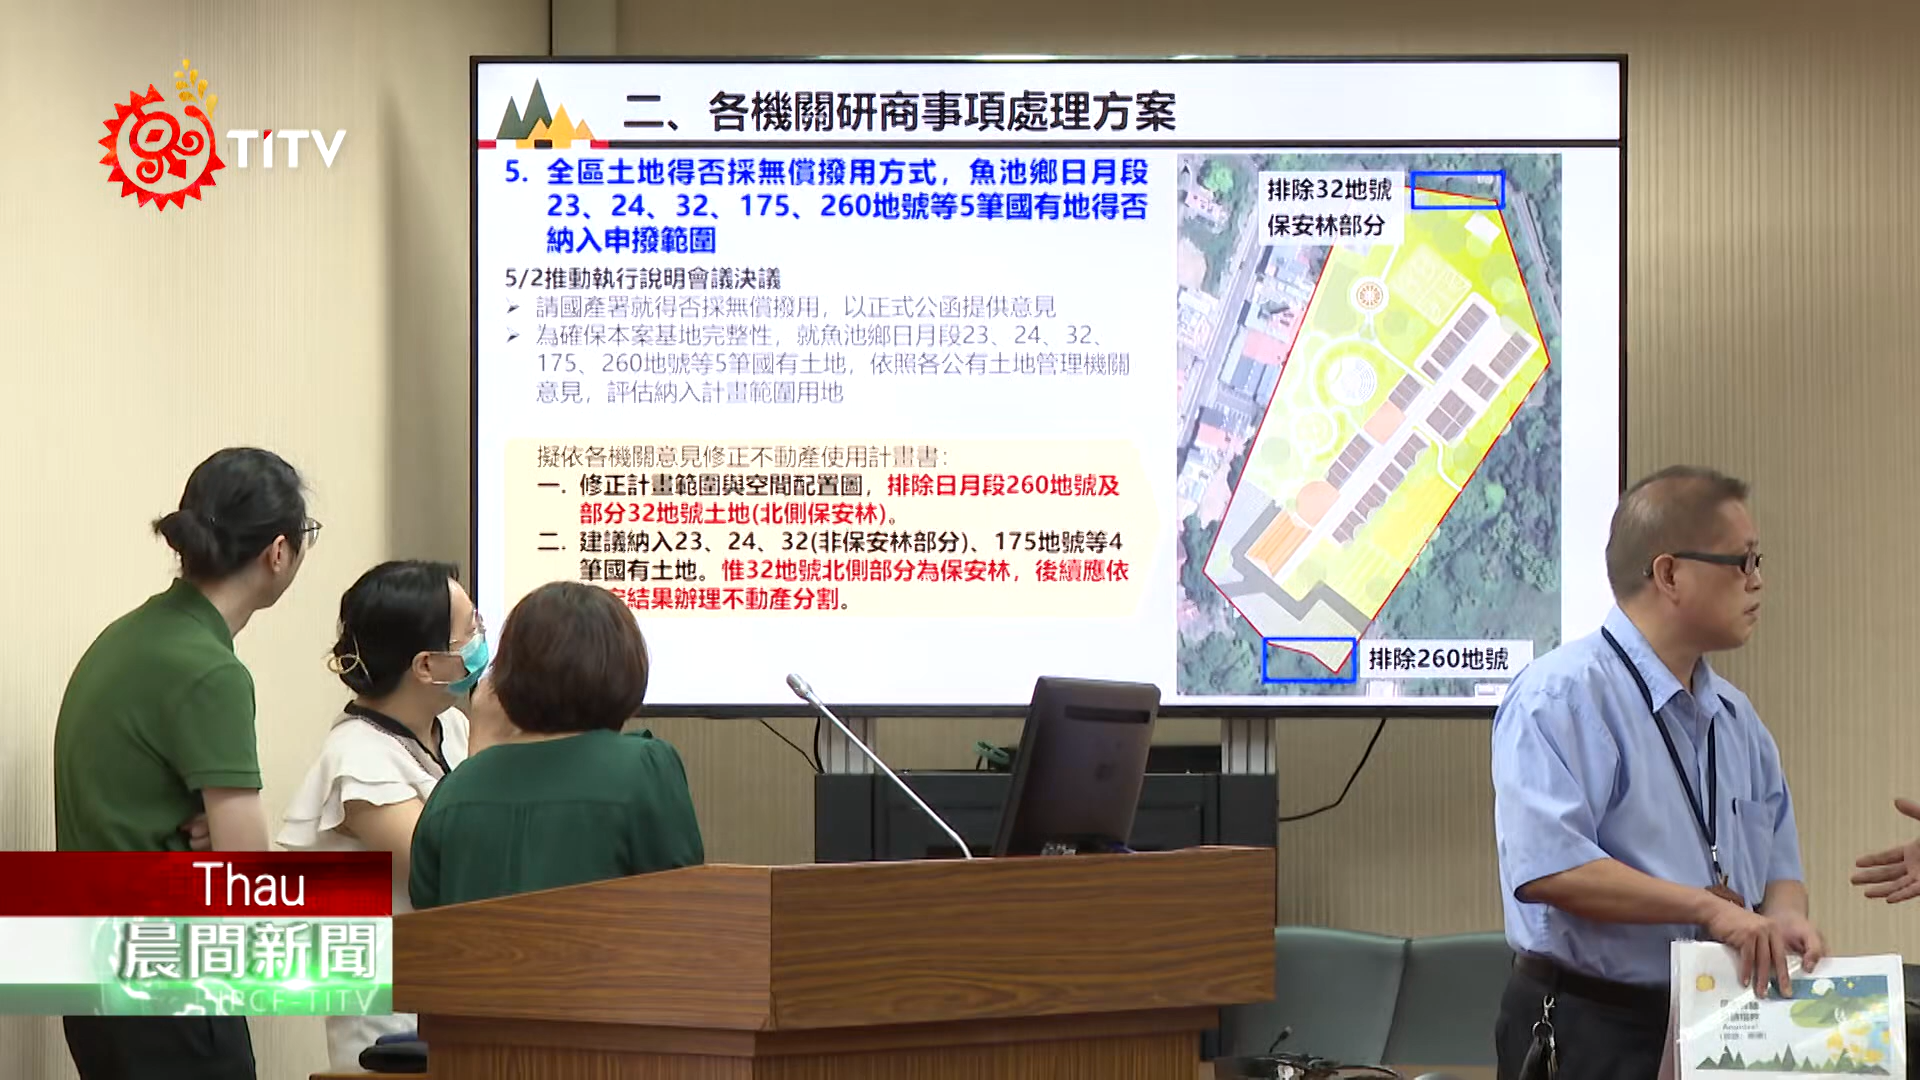 TiTV
二、各機關研商事項處理方案
5. 全區土地得否採無償撥用方式，魚池鄉日月段
23、24、32、175、260地號等5筆國有地得否
納入申撥範圍
5/2推動執行說明會議決議
請國產署就得否採無償撥用，以正式公函提供意見
為確保本案基地完整性，就魚池鄉日月段23、24、32、
175、260地號等5筆國有土地，依照各公有土地管理機關
意見，評估納入計畫範圍用地
擬依各機關意見修正不動產使用計畫書：
一. 修正計畫範圍與空間配置圖，排除日月段260地號及
部分32地號土地(北側保安林)。
二. 建議納入23、24、32(非保安林部分)、175地號等4
筆國有土地。惟32地號北側部分為保安林，後續應依
結果辦理不動產分割。
排除32地號
保安林部分
排除260地號
Thau
晨間新聞
IPCF-TITV